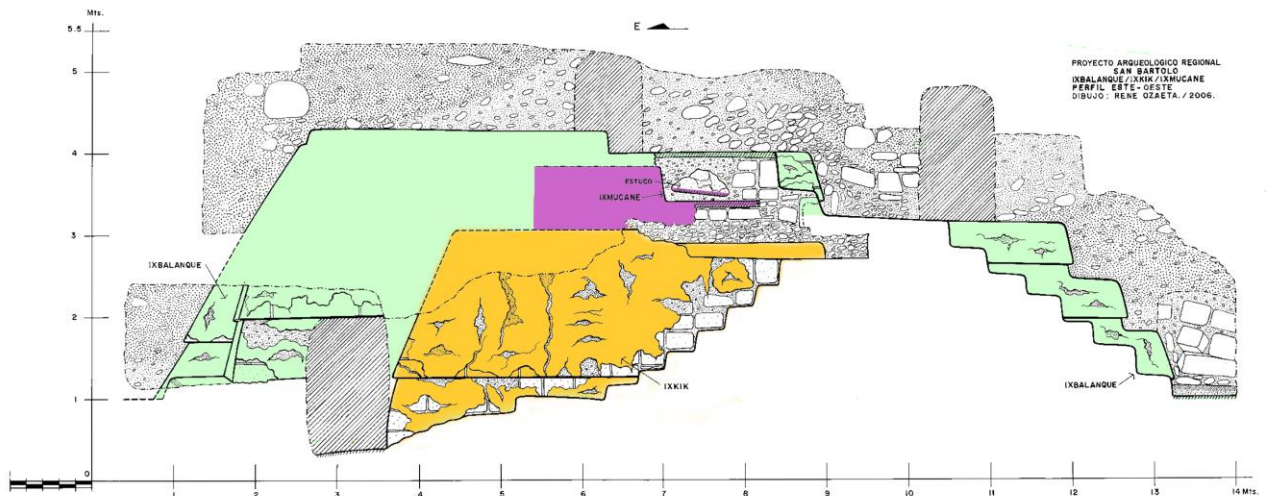 Mts.
5.5
5
4
3
2
1
0
E
PROYECTO ARQUEOLOGICO REGIONAL
SAN BARTOLO
IXBALANQUE/IXKIK/IXMUCANE
PERFIL ESTE-OESTE
DIBUJO: RENE OZAETA./2006.
ESTUCO
IXMUCANE
IXBALANQUE
IXKIK
IXBALANQUE
1 2 3 4 5 6 7 8 9 10 11 12 13 14 Mts.